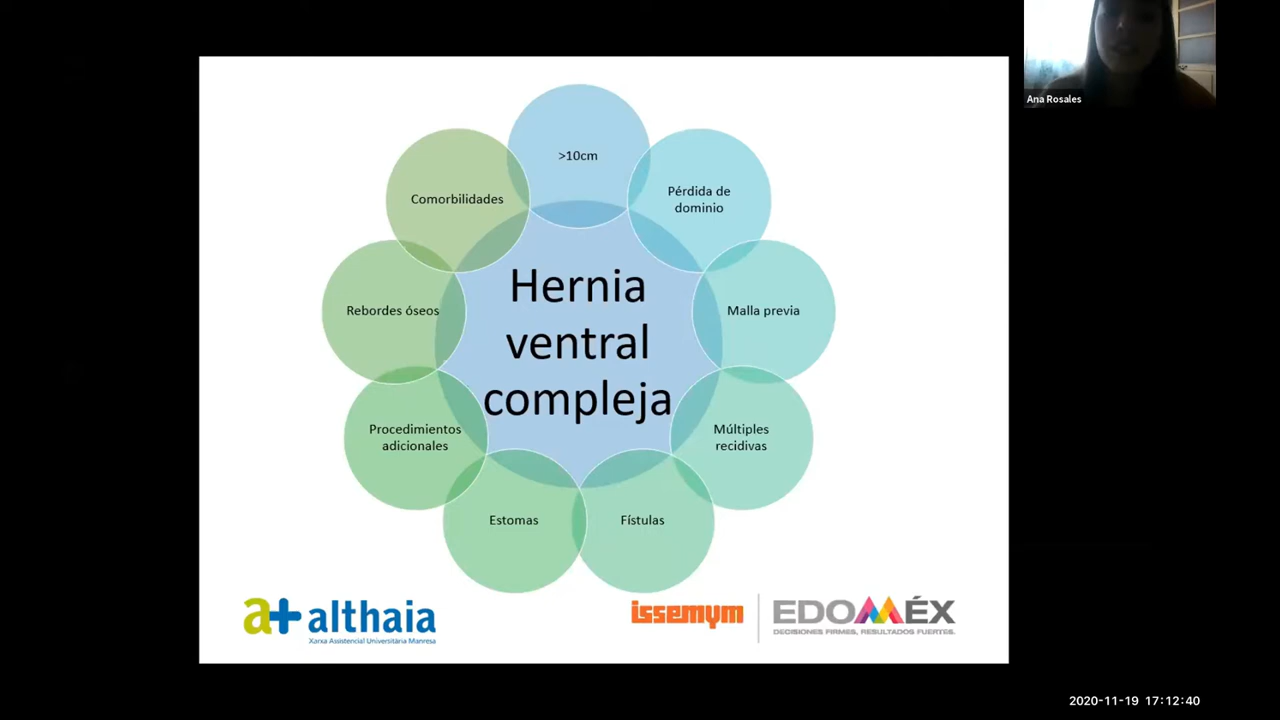 Ana Rosales
>10cm
Pérdida de
dominio
Comorbilidades
Rebordes óseos
Malla previa
Hernia
ventral
compleja
Procedimientos
adicionales
Múltiples
recidivas
Estomas
Fístulas
a+ althaia
Xarxa Assistencial Universitària Manresa
issemym
EDOMÉX
DECISIONES FIRMES, RESULTADOS FUERTES.
2020-11-19 17:12:40